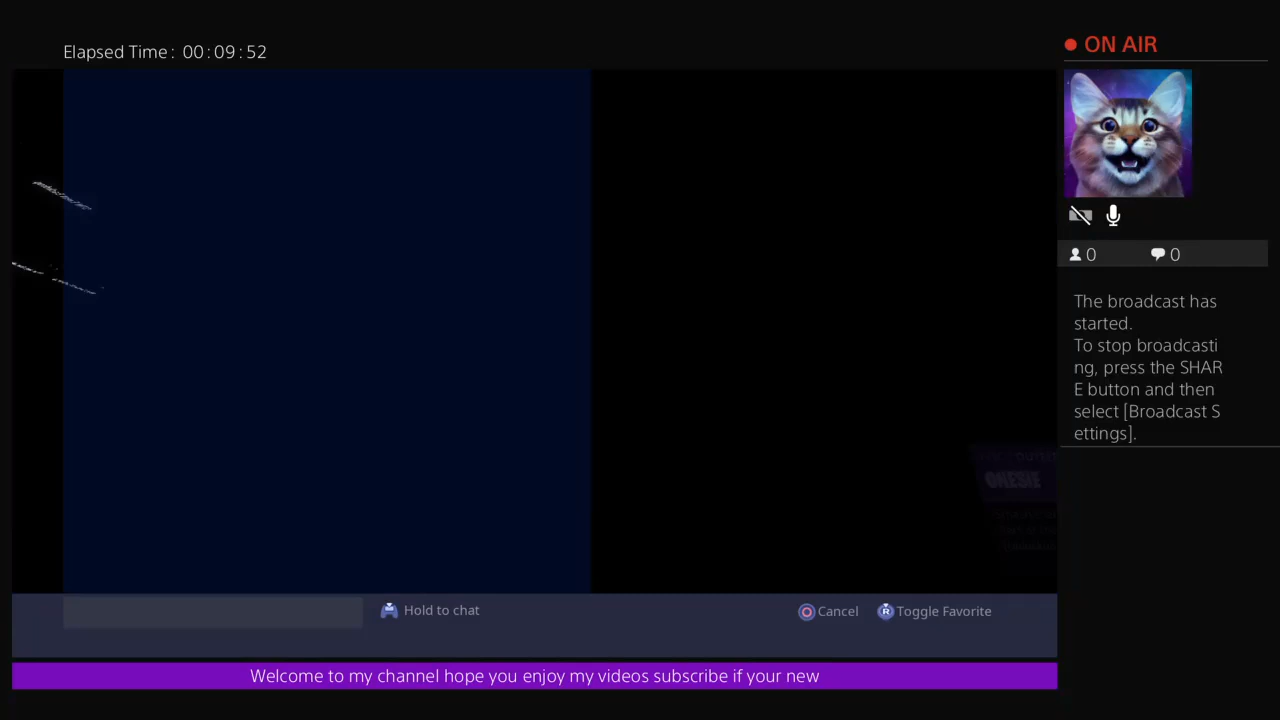 Elapsed Time: 00:09:52
ON AIR
0
0
The broadcast has
started.
To stop broadcasti
ng, press the SHAR
E button and then
select [Broadcast S
ettings].
ONESIE
Hold to chat
Cancel
R
Toggle Favorite
Welcome to my channel hope you enjoy my videos subscribe if your new